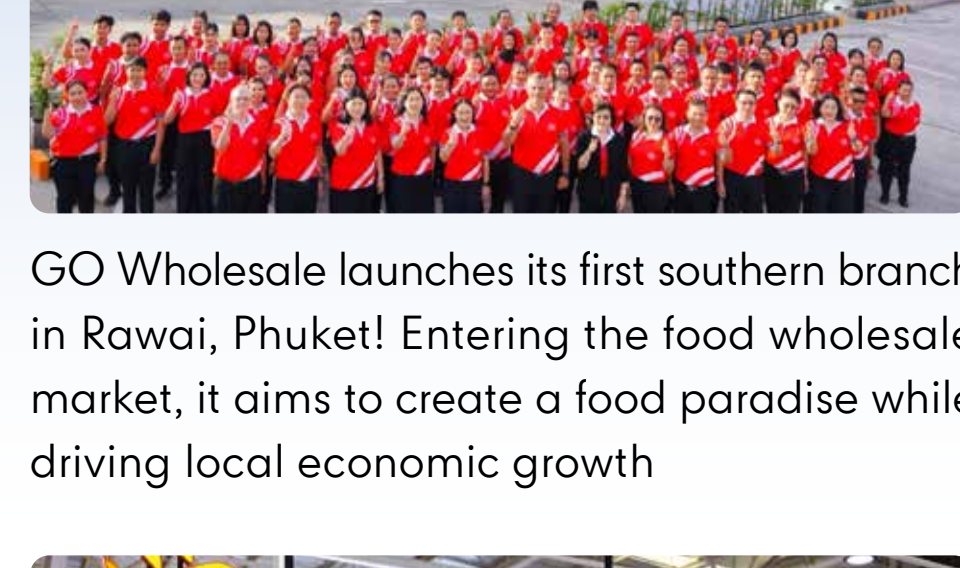 GO Wholesale launches its first southern branch
in Rawai, Phuket! Entering the food wholesale
market, it aims to create a food paradise while
driving local economic growth